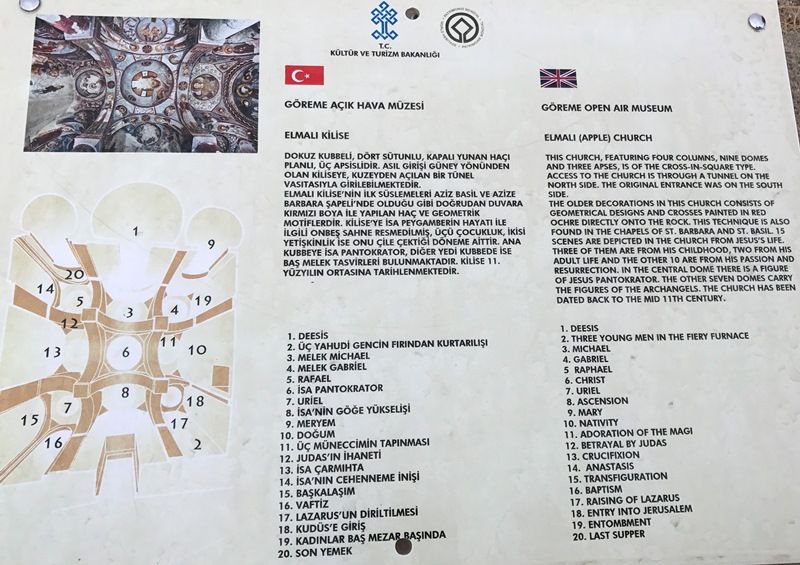 T.C.
KÜLTÜR VE TURİZM BAKANLIĞI
GÖREME AÇIK HAVA MÜZESİ
ELMALI KİLİSE
DOKUZ KUBBELİ, DÖRT SÜTUNLU, KAPALI YUNAN HAÇI
PLANLI, ÜÇ APSİSLİDİR. ASIL GİRİŞİ GÜNEY YÖNÜNDEN
OLAN KİLİSEYE, KUZEYDEN AÇILAN BİR TÜNEL
VASITASIYLA GİRİLEBİLMEKTEDİR.
ELMALI KİLİSE'NİN İLK SÜSLEMELERİ AZİZ BASIL VE AZİZE
BARBARA ŞAPELİ'NDE OLDUĞU GİBİ DOĞRUDAN DUVARA
KIRMIZI BOYA İLE YAPILAN HAÇ VE GEOMETRİK
MOTİFLERDİR. KİLİSE'YE İSA PEYGAMBERİN HAYATI İLE
İLGİLİ ONBEŞ SAHNE RESMEDİLMİŞ, ÜÇÜ ÇOCUKLUK, İKİSİ
YETİŞKİNLİK İSE ONU ÇİLE ÇEKTİĞİ DÖNEME AİTTİR. ANA
KUBBEYE İSA PANTOKRATOR, DİĞER YEDİ KUBBEDE İSE
BAŞ MELEK TASVİRLERİ BULUNMAKTADIR. KİLİSE 11.
YÜZYILIN ORTASINA TARİHLENMEKTEDİR.
1. DEESİS
2. ÜÇ YAHUDİ GENCİN FIRINDAN KURTARILIŞI
3. MELEK MİCHAEL
4. MELEK GABRİEL
5. RAFAEL
6. İSA PANTOKRATOR
7. URİEL
8. İSA'NİN GÖĞE YÜKSELİŞİ
9. MERYEM
10. DOĞUM
11. ÜÇ MÜNECCİMİN TAPINMASI
12. JUDAS'IN İHANETİ
13. İSA ÇARMIHTA
14. İSA'NIN CEHENNEME İNİŞİ
15. BAŞKALAŞIM
16. VAFTİZ
17. LAZARUS'UN DİRİLTİLMESİ
18. KUDÜS'E GİRİŞ
19. KADINLAR BAŞ MEZAR BAŞINDA
20. SON YEMEK
GÖREME OPEN AIR MUSEUM
ELMALI (APPLE) CHURCH
THIS CHURCH, FEATURING FOUR COLUMNS, NINE DOMES
AND THREE APSES, IS OF THE CROSS-IN-SQUARE TYPE.
ACCESS TO THE CHURCH IS THROUGH A TUNNEL ON THE
NORTH SIDE. THE ORIGINAL ENTRANCE WAS ON THE SOUTH
SIDE.
THE OLDER DECORATIONS IN THIS CHURCH CONSISTS OF
GEOMETRICAL DESIGNS AND CROSSES PAINTED IN RED
OCHRE DIRECTLY ONTO THE ROCK. THIS TECHNIQUE IS ALSO
FOUND IN THE CHAPELS OF ST. BARBARA AND ST. BASIL. 15
SCENES ARE DEPICTED IN THE CHURCH FROM JESUS'S LIFE.
THREE OF THEM ARE FROM HIS CHILDHOOD, TWO FROM HIS
ADULT LIFE AND THE OTHER 10 ARE FROM HIS PASSION AND
RESURRECTION. IN THE CENTRAL DOME THERE IS A FIGURE
OF JESUS PANTOKRATOR. THE OTHER SEVEN DOMES CARRY
THE FIGURES OF THE ARCHANGELS. THE CHURCH HAS BEEN
DATED BACK TO THE MID 11TH CENTURY.
1. DEESIS
2. THREE YOUNG MEN IN THE FIERY FURNACE
3. MICHAEL
4. GABRIEL
5 RAPHAEL
6. CHRIST
7. URIEL
8. ASCENSION
9. MARY
10. NATIVITY
11. ADORATION OF THE MAGI
12. BETRAYAL BY JUDAS
13. CRUCIFIXION
14. ANASTASIS
15. TRANSFIGURATION
16. BAPTISM
17. RAISING OF LAZARUS
18. ENTRY INTO JERUSALEM
19. ENTOMBMENT
20. LAST SUPPER
1
9
20
14
5
3
4
19
12
11
13
6
10
7
8
18
15
16
17
2